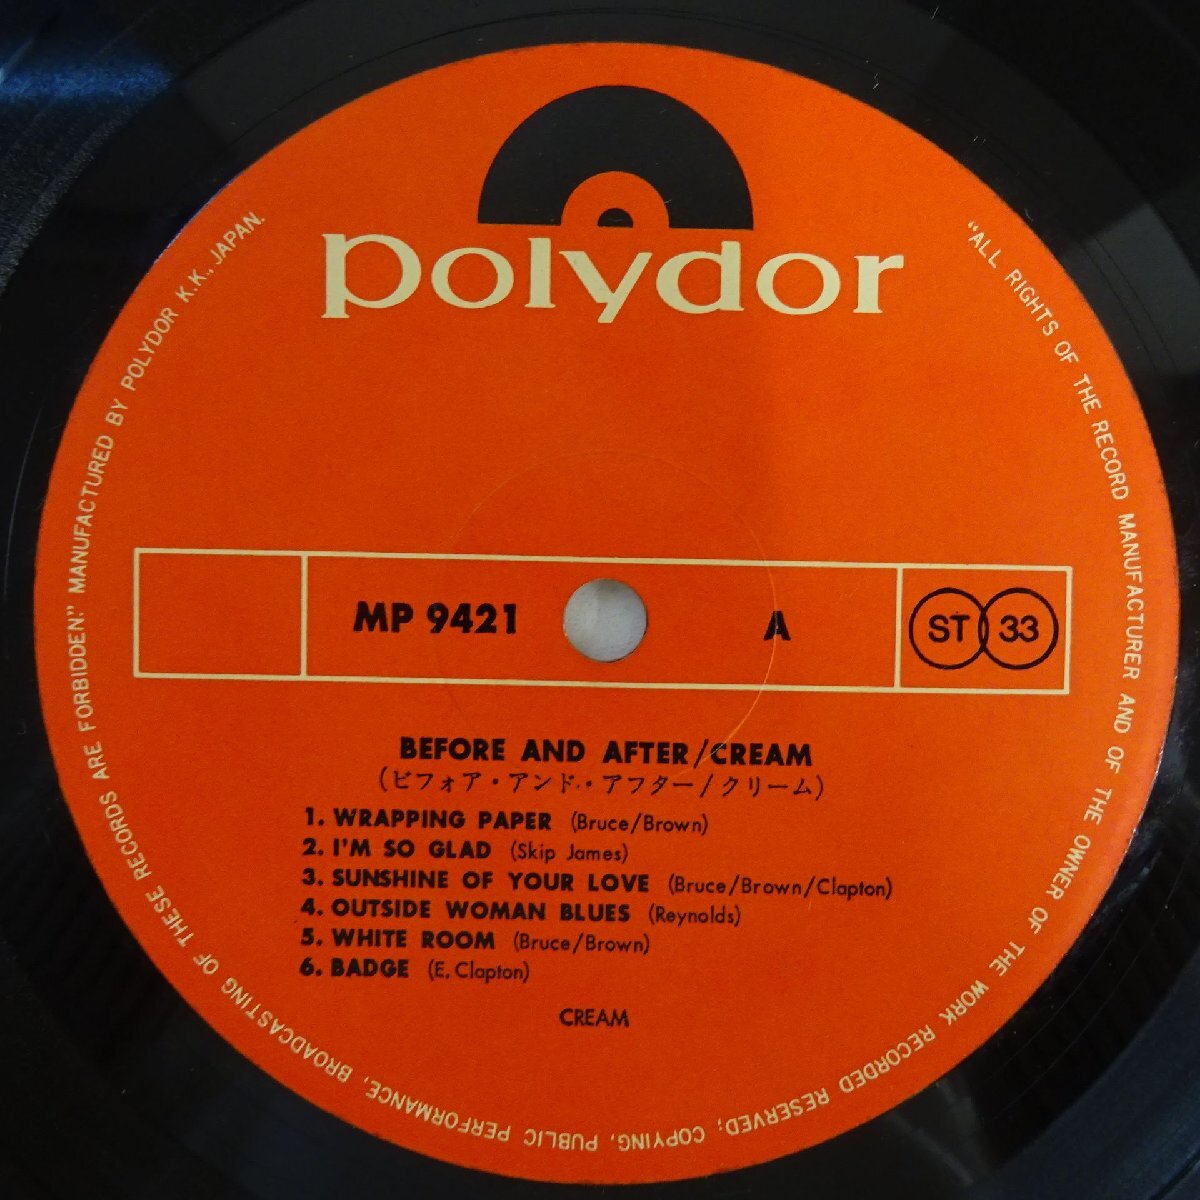 polydor
MP 9421
A
ST 33
BEFORE AND AFTER/CREAM
(ビフォア・アンド・アフター/クリーム)
1. WRAPPING PAPER (Bruce/Brown)
2. I'M SO GLAD (Skip James)
3. SUNSHINE OF YOUR LOVE (Bruce/Brown/Clapton)
4. OUTSIDE WOMAN BLUES (Reynolds)
5. WHITE ROOM (Bruce/Brown)
6. BADGE (E. Clapton)
CREAM
"ALL RIGHTS OF THE RECORD MANUFACTURER AND OF THE OWNER OF THE WORK RECORDED RESERVED; COPYING, PUBLIC PERFORMANCE, BROADCASTING OF THESE RECORDS ARE FORBIDDEN." MANUFACTURED BY POLYDOR K.K., JAPAN.